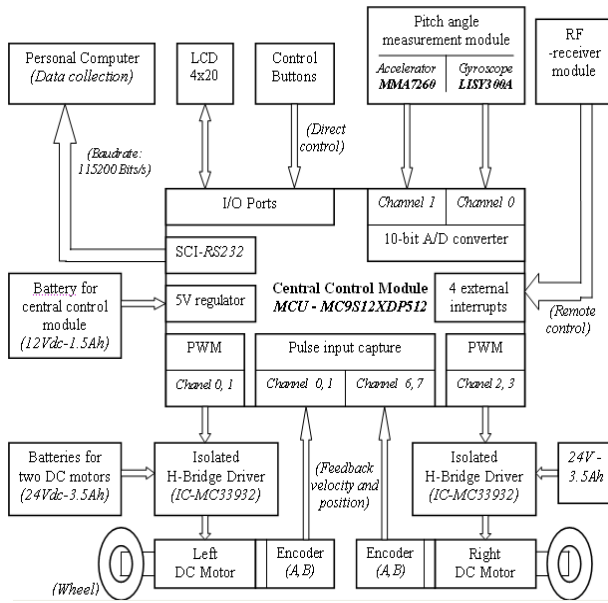 Personal Computer
(Data collection)
LCD
4x20
Control
Buttons
Pitch angle
measurement module
Accelerator
MMA7260
Gyroscope
LISY300A
RF
-receiver
module
(Baudrate:
115200 Bits/s)
(Direct
control)
I/O Ports
Channel 1
Channel 0
10-bit A/D converter
SCI-RS232
Battery for
central control
module
(12Vdc-1.5Ah)
5V regulator
Central Control Module
MCU - MC9S12XDP512
4 external
interrupts
(Remote
control)
PWM
Chanel 0, 1
Pulse input capture
Channel 0,1
Channel 6,7
PWM
Chanel 2, 3
Batteries for
two DC motors
(24Vdc-3.5Ah)
Isolated
H-Bridge Driver
(IC-MC33932)
(Feedback
velocity and
position)
Isolated
H-Bridge Driver
(IC-MC33932)
24V -
3.5Ah
(Wheel)
Left
DC Motor
Encoder
(A,B)
Encoder
(A,B)
Right
DC Motor